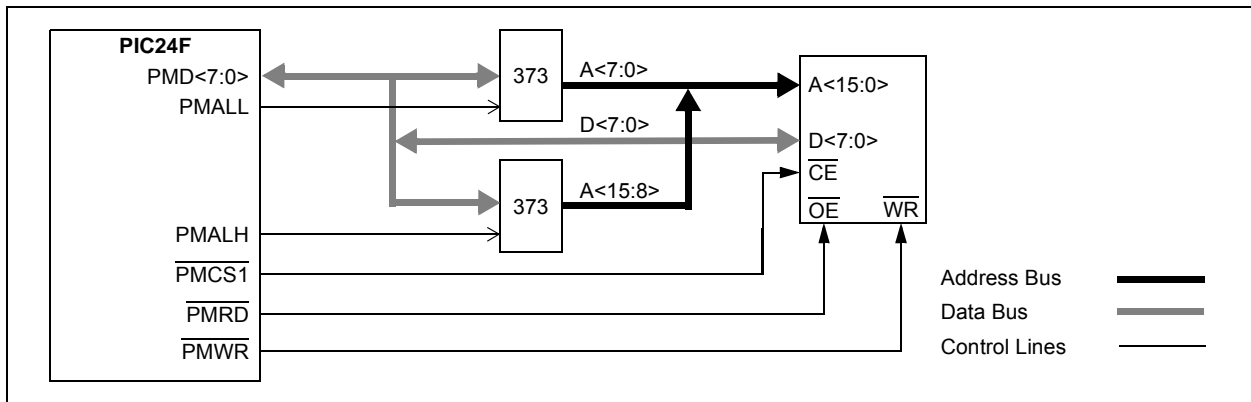 PIC24F
PMD<7:0>
PMALL
PMALH
PMCS1
PMRD
PMWR
373
A<7:0>
D<7:0>
373
A<15:8>
A<15:0>
D<7:0>
CE
OE WR
Address Bus
Data Bus
Control Lines